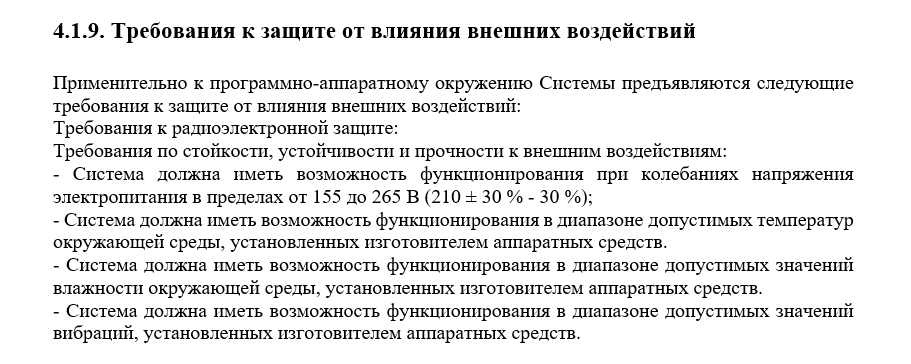 4.1.9. Требования к защите от влияния внешних воздействий
Применительно к программно-аппаратному окружению Системы предъявляются следующие
требования к защите от влияния внешних воздействий:
Требования к радиоэлектронной защите:
Требования по стойкости, устойчивости и прочности к внешним воздействиям:
- Система должна иметь возможность функционирования при колебаниях напряжения
электропитания в пределах от 155 до 265 В (210 ± 30 % - 30 %);
- Система должна иметь возможность функционирования в диапазоне допустимых температур
окружающей среды, установленных изготовителем аппаратных средств.
- Система должна иметь возможность функционирования в диапазоне допустимых значений
влажности окружающей среды, установленных изготовителем аппаратных средств.
- Система должна иметь возможность функционирования в диапазоне допустимых значений
вибраций, установленных изготовителем аппаратных средств.